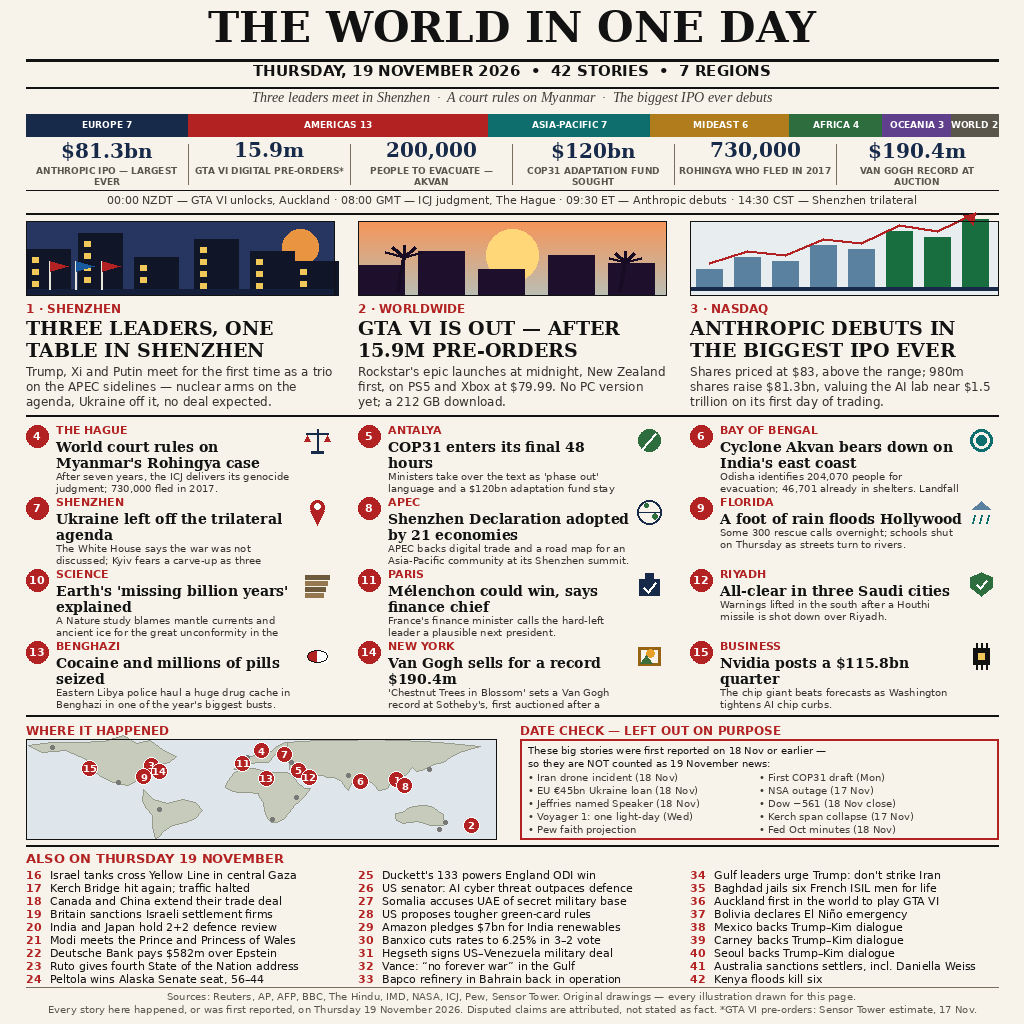 THE WORLD IN ONE DAY
THURSDAY, 19 NOVEMBER 2026 • 42 STORIES • 7 REGIONS
Three leaders meet in Shenzhen · A court rules on Myanmar · The biggest IPO ever debuts
EUROPE 7
AMERICAS 13
ASIA-PACIFIC 7
MIDEAST 6
AFRICA 4
OCEANIA 3
WORLD 2
$81.3bn
ANTHROPIC IPO — LARGEST
EVER
15.9m
GTA VI DIGITAL PRE-ORDERS*
200,000
PEOPLE TO EVACUATE —
AKVAN
$120bn
COP31 ADAPTATION FUND
SOUGHT
730,000
ROHINGYA WHO FLED IN 2017
$190.4m
VAN GOGH RECORD AT
AUCTION
00:00 NZDT — GTA VI unlocks, Auckland · 08:00 GMT — ICJ judgment, The Hague · 09:30 ET — Anthropic debuts · 14:30 CST — Shenzhen trilateral
1 · SHENZHEN
THREE LEADERS, ONE
TABLE IN SHENZHEN
Trump, Xi and Putin meet for the first time as a trio
on the APEC sidelines — nuclear arms on the
agenda, Ukraine off it, no deal expected.
2 · WORLDWIDE
GTA VI IS OUT — AFTER
15.9M PRE-ORDERS
Rockstar's epic launches at midnight, New Zealand
first, on PS5 and Xbox at $79.99. No PC version
yet; a 212 GB download.
3 · NASDAQ
ANTHROPIC DEBUTS IN
THE BIGGEST IPO EVER
Shares priced at $83, above the range; 980m
shares raise $81.3bn, valuing the AI lab near $1.5
trillion on its first day of trading.
4
THE HAGUE
World court rules on
Myanmar's Rohingya case
After seven years, the ICJ delivers its genocide
judgment; 730,000 fled in 2017.
5
ANTALYA
COP31 enters its final 48
hours
Ministers take over the text as 'phase out'
language and a $120bn adaptation fund stay
6
BAY OF BENGAL
Cyclone Akvan bears down on
India's east coast
Odisha identifies 204,070 people for
evacuation; 46,701 already in shelters. Landfall
7
SHENZHEN
Ukraine left off the trilateral
agenda
The White House says the war was not
discussed; Kyiv fears a carve-up as three
8
APEC
Shenzhen Declaration adopted
by 21 economies
APEC backs digital trade and a road map for an
Asia-Pacific community at its Shenzhen summit.
9
FLORIDA
A foot of rain floods Hollywood
Some 300 rescue calls overnight; schools shut
on Thursday as streets turn to rivers.
10
SCIENCE
Earth's 'missing billion years'
explained
A Nature study blames mantle currents and
ancient ice for the great unconformity in the
11
PARIS
Mélenchon could win, says
finance chief
France's finance minister calls the hard-left
leader a plausible next president.
12
RIYADH
All-clear in three Saudi cities
Warnings lifted in the south after a Houthi
missile is shot down over Riyadh.
13
BENGHAZI
Cocaine and millions of pills
seized
Eastern Libya police haul a huge drug cache in
Benghazi in one of the year's biggest busts.
14
NEW YORK
Van Gogh sells for a record
$190.4m
'Chestnut Trees in Blossom' sets a Van Gogh
record at Sotheby's, first auctioned after a
15
BUSINESS
Nvidia posts a $115.8bn
quarter
The chip giant beats forecasts as Washington
tightens AI chip curbs.
WHERE IT HAPPENED
15
3
9
14
11
4
7
13
5
12
6
8
2
DATE CHECK — LEFT OUT ON PURPOSE
These big stories were first reported on 18 Nov or earlier —
so they are NOT counted as 19 November news:
• Iran drone incident (18 Nov)
• EU €45bn Ukraine loan (18 Nov)
• Jeffries named Speaker (18 Nov)
• Voyager 1: one light-day (Wed)
• Pew faith projection
• First COP31 draft (Mon)
• NSA outage (17 Nov)
• Dow −561 (18 Nov close)
• Kerch span collapse (17 Nov)
• Fed Oct minutes (18 Nov)
ALSO ON THURSDAY 19 NOVEMBER
16 Israel tanks cross Yellow Line in central Gaza
17 Kerch Bridge hit again; traffic halted
18 Canada and China extend their trade deal
19 Britain sanctions Israeli settlement firms
20 India and Japan hold 2+2 defence review
21 Modi meets the Prince and Princess of Wales
22 Deutsche Bank pays $582m over Epstein
23 Ruto gives fourth State of the Nation address
24 Peltola wins Alaska Senate seat, 56–44
25 Duckett's 133 powers England ODI win
26 US senator: AI cyber threat outpaces defence
27 Somalia accuses UAE of secret military base
28 US proposes tougher green-card rules
29 Amazon pledges $7bn for India renewables
30 Banxico cuts rates to 6.25% in 3–2 vote
31 Hegseth signs US–Venezuela military deal
32 Vance: “no forever war” in the Gulf
33 Bapco refinery in Bahrain back in operation
34 Gulf leaders urge Trump: don't strike Iran
35 Baghdad jails six French ISIL men for life
36 Auckland first in the world to play GTA VI
37 Bolivia declares El Niño emergency
38 Mexico backs Trump–Kim dialogue
39 Carney backs Trump–Kim dialogue
40 Seoul backs Trump–Kim dialogue
41 Australia sanctions settlers, incl. Daniella Weiss
42 Kenya floods kill six
Sources: Reuters, AP, AFP, BBC, The Hindu, IMD, NASA, ICJ, Pew, Sensor Tower. Original drawings — every illustration drawn for this page.
Every story here happened, or was first reported, on Thursday 19 November 2026. Disputed claims are attributed, not stated as fact. *GTA VI pre-orders: Sensor Tower estimate, 17 Nov.